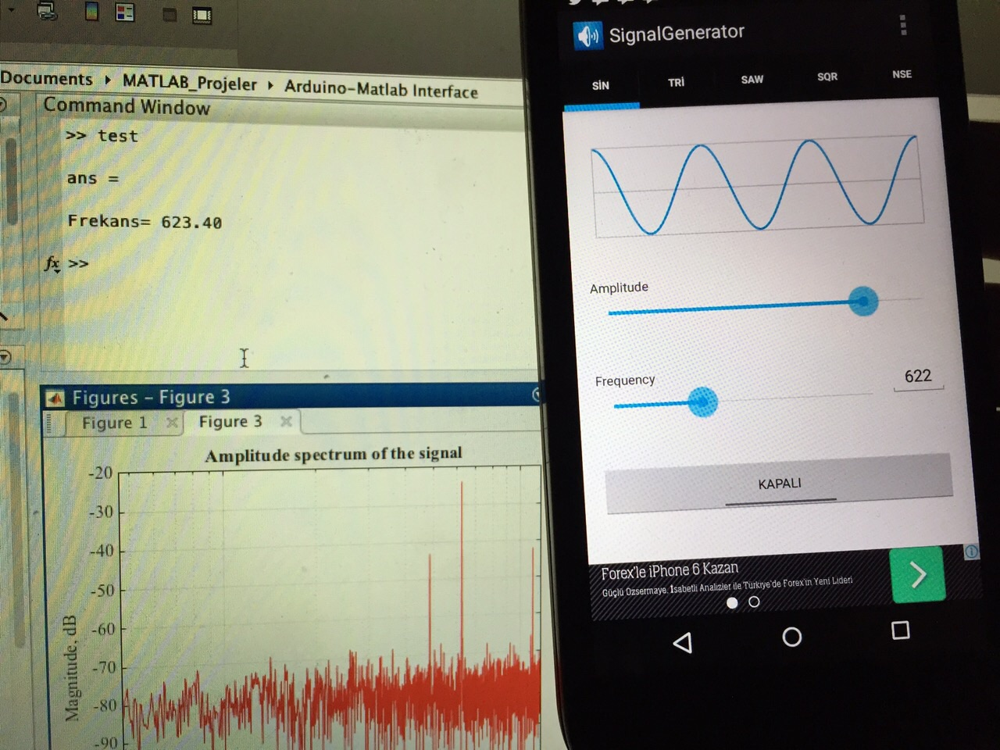 Documents ▸ MATLAB_Projeler ▸ Arduino-Matlab Interface
Command Window
>> test
ans =
Frekans= 623.40
fx >>
Figures - Figure 3
Figure 1
Figure 3
Amplitude spectrum of the signal
Magnitude, dB
-20
-30
-40
-50
-60
-70
-80
-90
SignalGenerator
SİN TRİ SAW SQR NSE
Amplitude
Frequency 622
KAPALI
Forex'le iPhone 6 Kazan
Güçlü Özsermaye, İsabetli Analizler ile Türkiye'de Forex'in Yeni Lideri